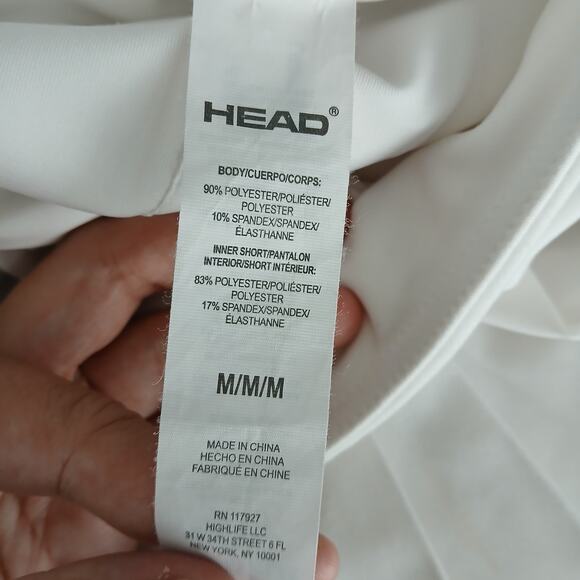 HEAD®
BODY/CUERPO/CORPS:
90% POLYESTER/POLIÉSTER/
POLYESTER
10% SPANDEX/SPANDEX/
ÉLASTHANNE
INNER SHORT/PANTALON
INTERIOR/SHORT INTÉRIEUR:
83% POLYESTER/POLIÉSTER/
POLYESTER
17% SPANDEX/SPANDEX/
ÉLASTHANNE
M/M/M
MADE IN CHINA
HECHO EN CHINA
FABRIQUÉ EN CHINE
RN 117927
HIGHLIFE LLC
31 W 34TH STREET 6 FL
NEW YORK, NY 10001